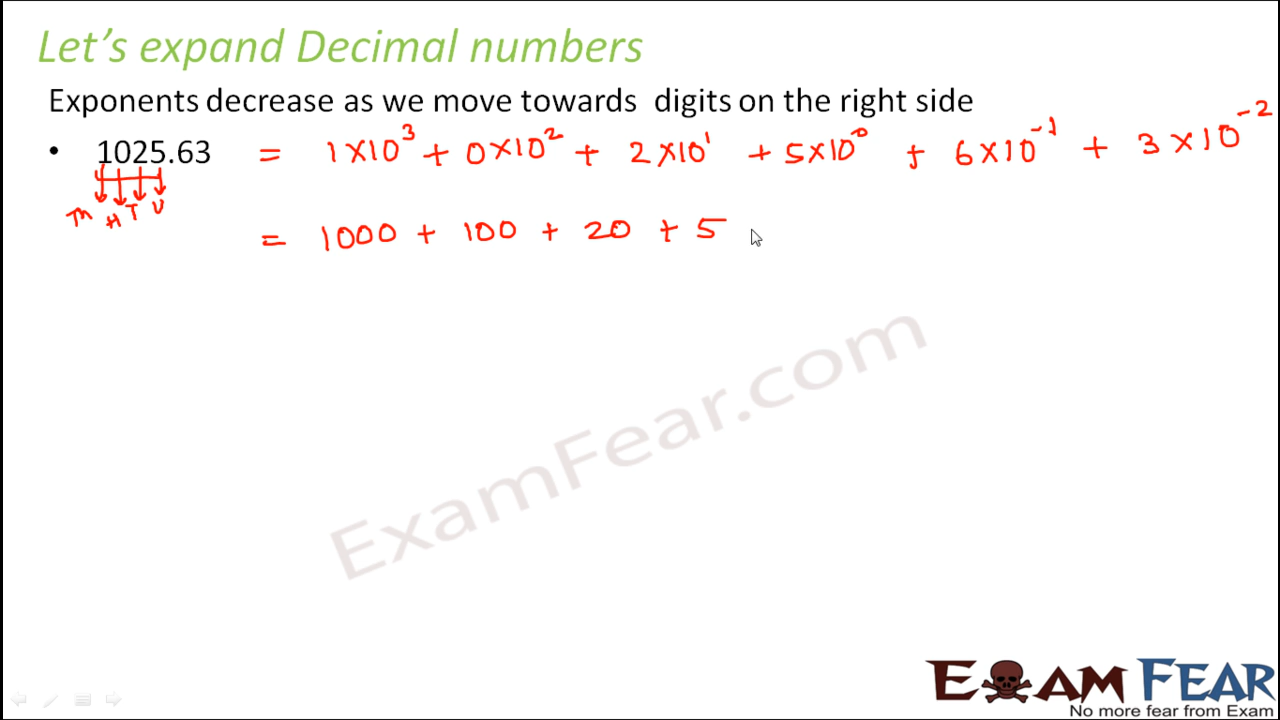 Let's expand Decimal numbers
Exponents decrease as we move towards digits on the right side
• 1025.63 = 1×10³ + 0×10² + 2×10¹ + 5×10⁰ + 6×10⁻¹ + 3×10⁻²
Th H T U
= 1000 + 100 + 20 + 5
ExamFear.com
EXAM FEAR
No more fear from Exam